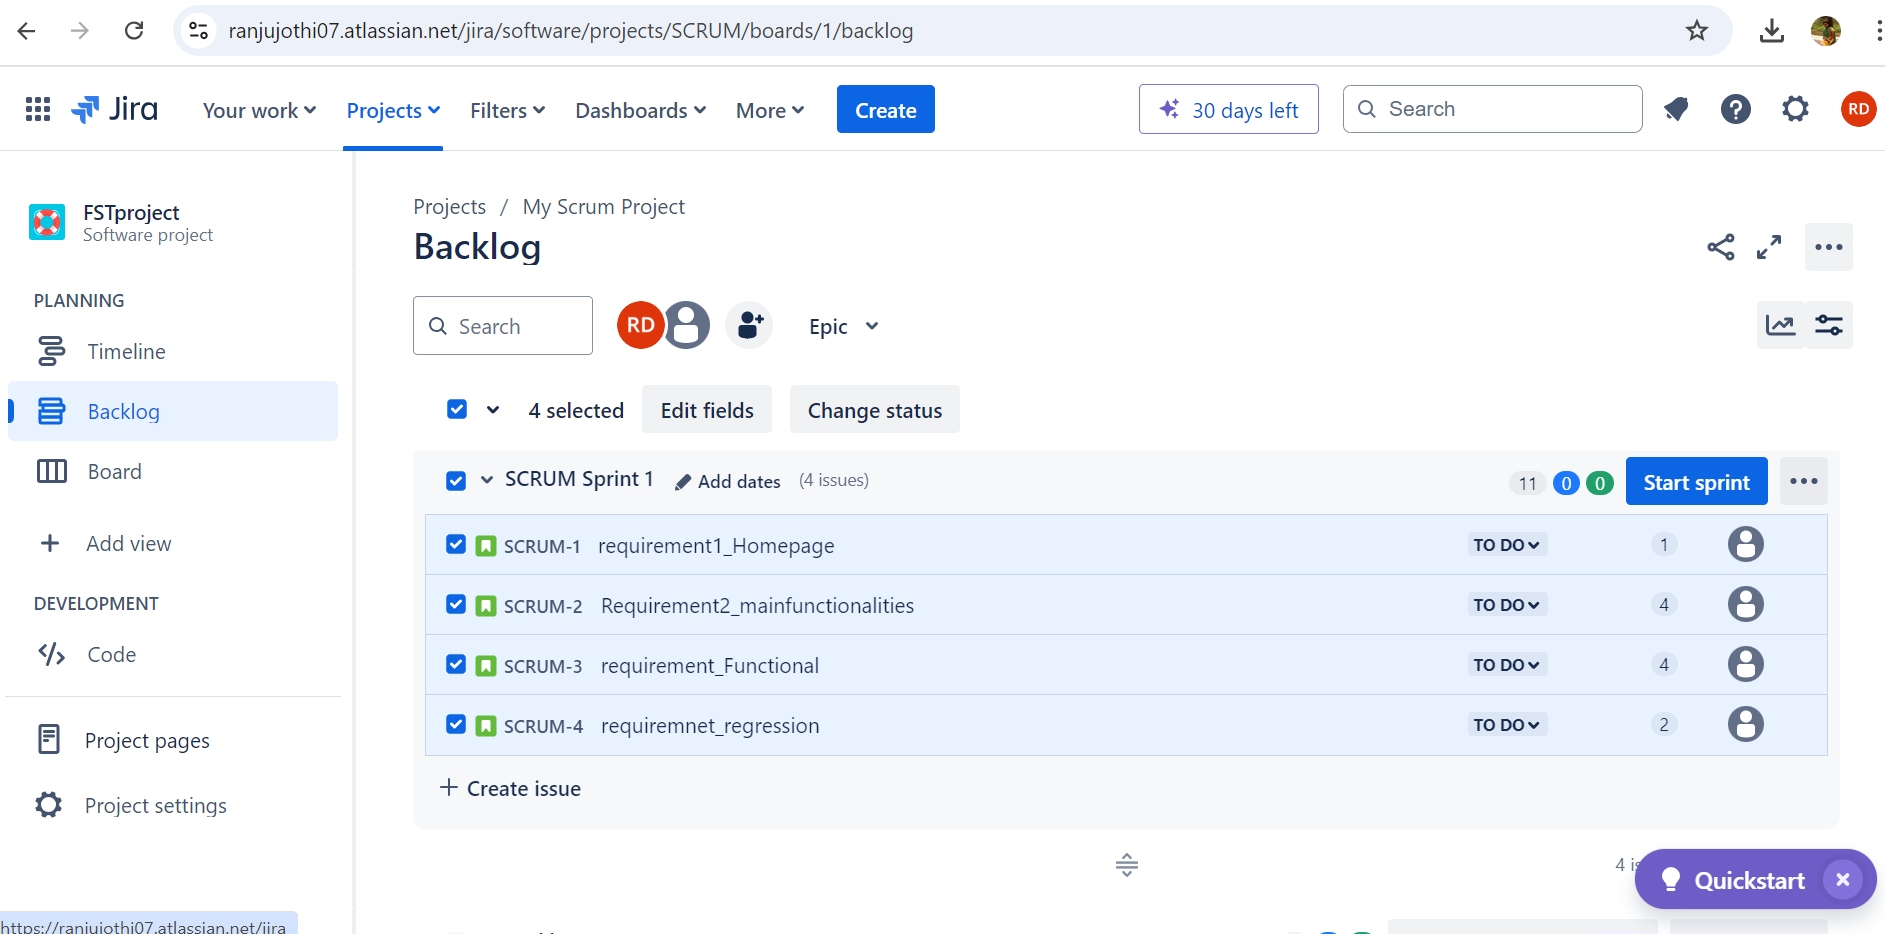 ranjujothi07.atlassian.net/jira/software/projects/SCRUM/boards/1/backlog
Jira
Your work
Projects
Filters
Dashboards
More
Create
30 days left
Search
RD
FSTproject
Software project
PLANNING
Timeline
Backlog
Board
Add view
DEVELOPMENT
Code
Project pages
Project settings
Projects / My Scrum Project
Backlog
Search
RD
Epic
4 selected
Edit fields
Change status
SCRUM Sprint 1
Add dates
(4 issues)
11
0
0
Start sprint
SCRUM-1 requirement1_Homepage TO DO 1
SCRUM-2 Requirement2_mainfunctionalities TO DO 4
SCRUM-3 requirement_Functional TO DO 4
SCRUM-4 requiremnet_regression TO DO 2
+ Create issue
4
Quickstart
https://ranjujothi07.atlassian.net/jira